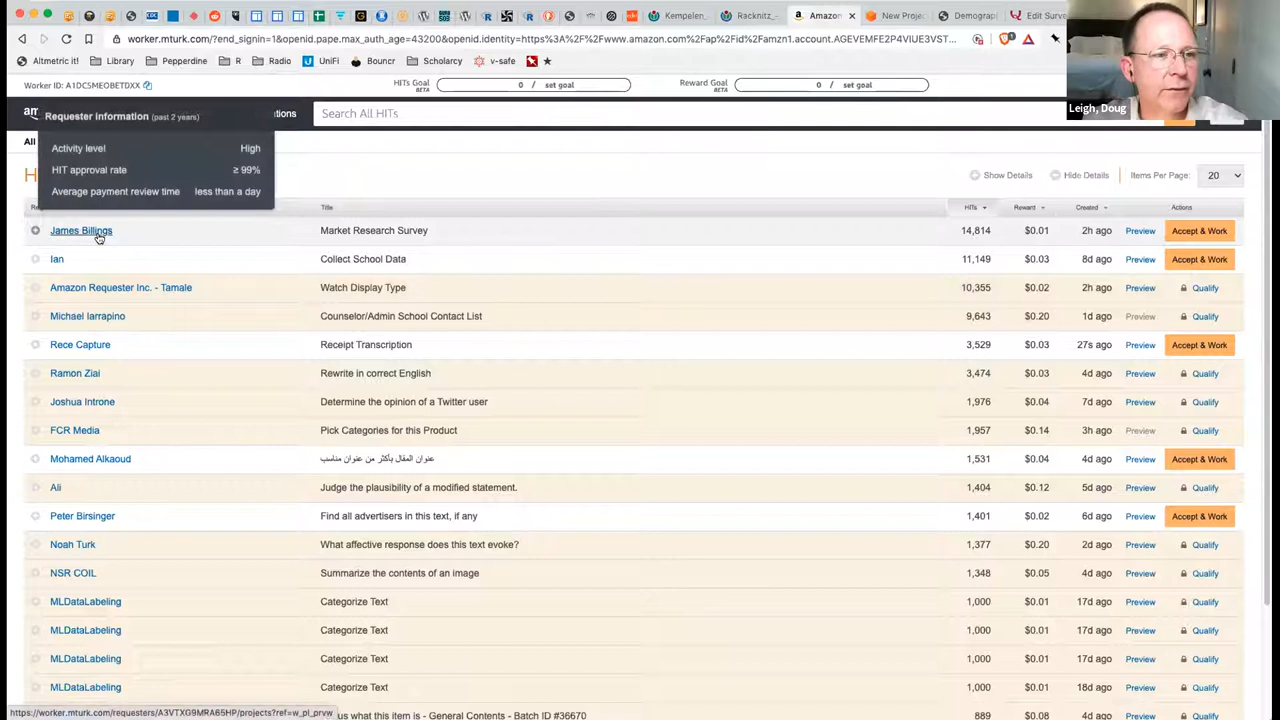 Amazon
New Proje
Demograp
Edit Surve
Kempelen_
Racknitz_-
worker.mturk.com/?end_signin=1&openid.pape.max_auth_age=43200&openid.identity=https%3A%2F%2Fwww.amazon.com%2Fap%2Fid%2Famzn1.account.AGEVEMFE2P4VIUE3VST...
Altmetric it! Library Pepperdine R Radio UniFi Bouncr Scholarcy v-safe
Worker ID: A1DC5MEOBETDXX HITs Goal BETA 0 / set goal Reward Goal BETA 0 / set goal
Leigh, Doug
am Requester Information (past 2 years) tions Search All HITs
All Activity level High
HIT approval rate ≥ 99%
H Show Details Hide Details Items Per Page: 20
Average payment review time less than a day
Re Title HITs Reward Created Actions
James Billings Market Research Survey 14,814 $0.01 2h ago Preview Accept & Work
Ian Collect School Data 11,149 $0.03 8d ago Preview Accept & Work
Amazon Requester Inc. - Tamale Watch Display Type 10,355 $0.02 2h ago Preview Qualify
Michael Iarrapino Counselor/Admin School Contact List 9,643 $0.20 1d ago Preview Qualify
Rece Capture Receipt Transcription 3,529 $0.03 27s ago Preview Accept & Work
Ramon Ziai Rewrite in correct English 3,474 $0.03 4d ago Preview Qualify
Joshua Introne Determine the opinion of a Twitter user 1,976 $0.04 7d ago Preview Qualify
FCR Media Pick Categories for this Product 1,957 $0.14 3h ago Preview Qualify
Mohamed Alkaoud عنوان المقال بأكثر من عنوان مناسب 1,531 $0.04 4d ago Preview Accept & Work
Ali Judge the plausibility of a modified statement. 1,404 $0.12 5d ago Preview Qualify
Peter Birsinger Find all advertisers in this text, if any 1,401 $0.02 6d ago Preview Accept & Work
Noah Turk What affective response does this text evoke? 1,377 $0.20 2d ago Preview Qualify
NSR COIL Summarize the contents of an image 1,348 $0.05 4d ago Preview Qualify
MLDataLabeling Categorize Text 1,000 $0.01 17d ago Preview Qualify
MLDataLabeling Categorize Text 1,000 $0.01 17d ago Preview Qualify
MLDataLabeling Categorize Text 1,000 $0.01 17d ago Preview Qualify
MLDataLabeling Categorize Text 1,000 $0.01 18d ago Preview Qualify
https://worker.mturk.com/requesters/A3VTXG9MRA65HP/projects?ref=w_pl_prvw us what this item is - General Contents - Batch ID #36670 889 $0.08 4d ago Preview Qualify